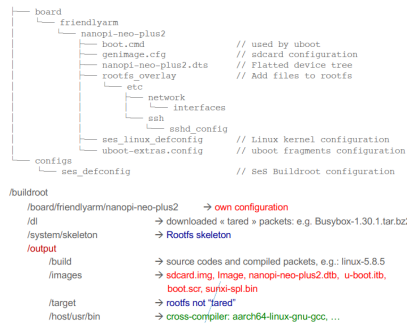 ├── board
│   └── friendlyarm
│       └── nanopi-neo-plus2
│           ├── boot.cmd // used by uboot
│           ├── genimage.cfg // sdcard configuration
│           ├── nanopi-neo-plus2.dts // Flatted device tree
│           ├── rootfs_overlay // Add files to rootfs
│           │   └── etc
│           │       ├── network
│           │       │   └── interfaces
│           │       └── ssh
│           │           └── sshd_config
│           ├── ses_linux_defconfig // Linux kernel configuration
│           └── uboot-extras.config // uboot fragments configuration
└── configs
    └── ses_defconfig // SeS Buildroot configuration
/buildroot
/board/friendlyarm/nanopi-neo-plus2 → own configuration
/dl → downloaded « tared » packets: e.g. Busybox-1.30.1.tar.bz2
/system/skeleton → Rootfs skeleton
/output
/build → source codes and compiled packets, e.g.: linux-5.8.5
/images → sdcard.img, Image, nanopi-neo-plus2.dtb, u-boot.itb,
boot.scr, sunxi-spl.bin
/target → rootfs not "tared"
/host/usr/bin → cross-compiler: aarch64-linux-gnu-gcc, …